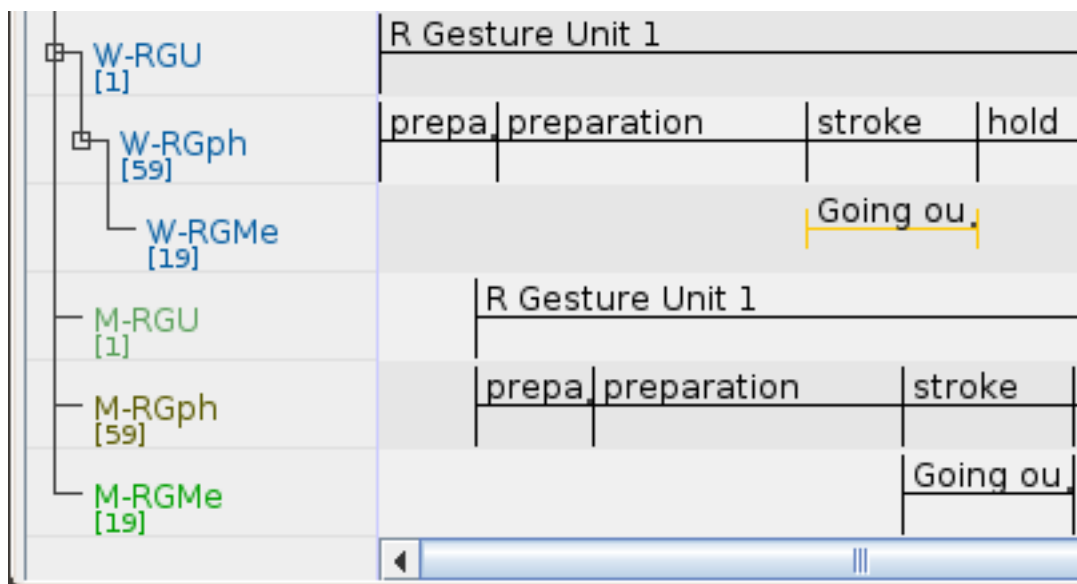 W-RGU
[1]
R Gesture Unit 1
W-RGph
[59]
prepa. preparation stroke hold
W-RGMe
[19]
Going ou.
M-RGU
[1]
R Gesture Unit 1
M-RGph
[59]
prepa. preparation stroke
M-RGMe
[19]
Going ou.